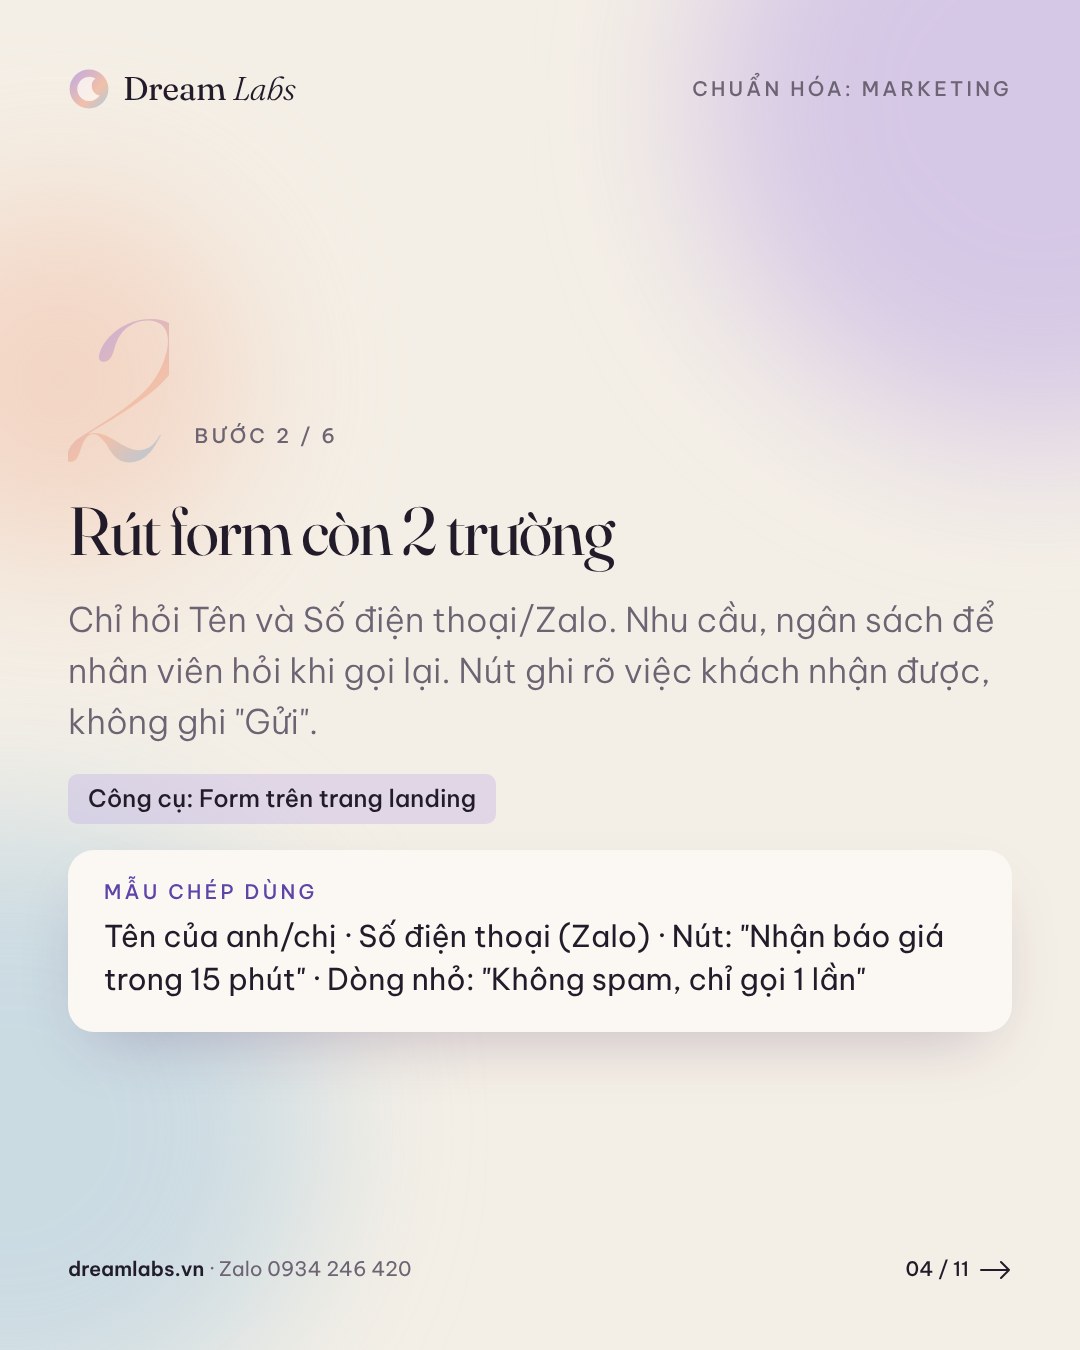 Dream Labs
CHUẨN HÓA: MARKETING
2
BƯỚC 2 / 6
Rút form còn 2 trường
Chỉ hỏi Tên và Số điện thoại/Zalo. Nhu cầu, ngân sách để
nhân viên hỏi khi gọi lại. Nút ghi rõ việc khách nhận được,
không ghi "Gửi".
Công cụ: Form trên trang landing
MẪU CHÉP DÙNG
Tên của anh/chị · Số điện thoại (Zalo) · Nút: "Nhận báo giá
trong 15 phút" · Dòng nhỏ: "Không spam, chỉ gọi 1 lần"
dreamlabs.vn · Zalo 0934 246 420
04 / 11 →